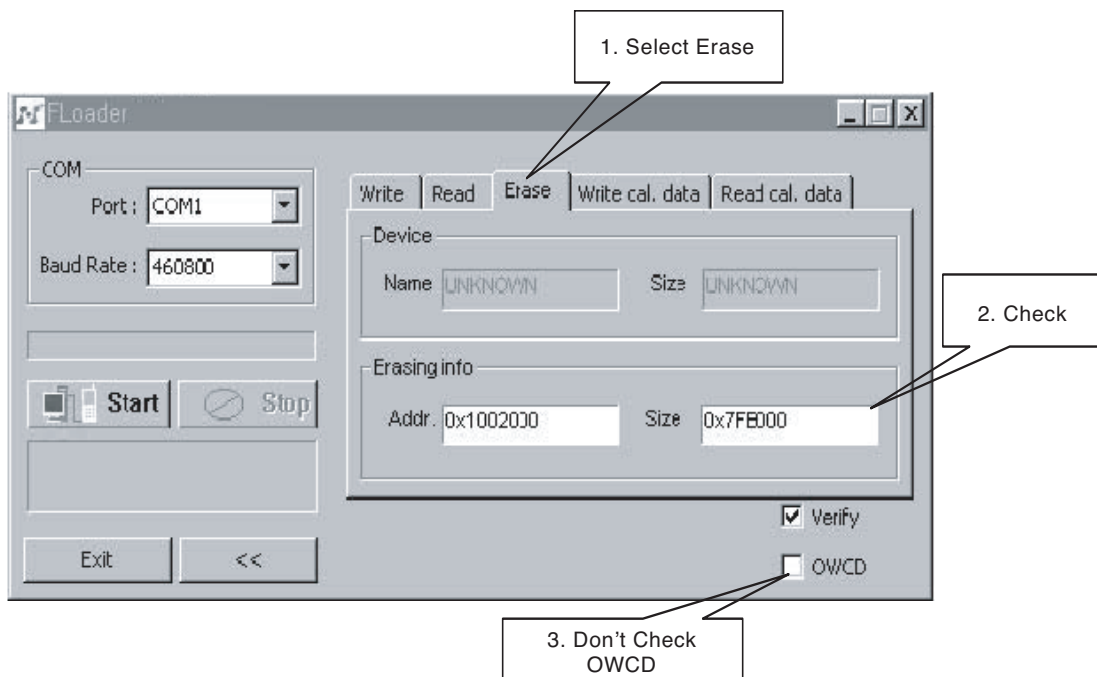 1. Select Erase
FLoader
COM
Port : COM1
Baud Rate : 460800
Write Read Erase Write cal. data Read cal. data
Device
Name UNKNOWN Size UNKNOWN
2. Check
Erasing info
Addr. 0x1002000 Size 0x7FE000
Start Stop
Verify
Exit <<
OWCD
3. Don't Check
OWCD